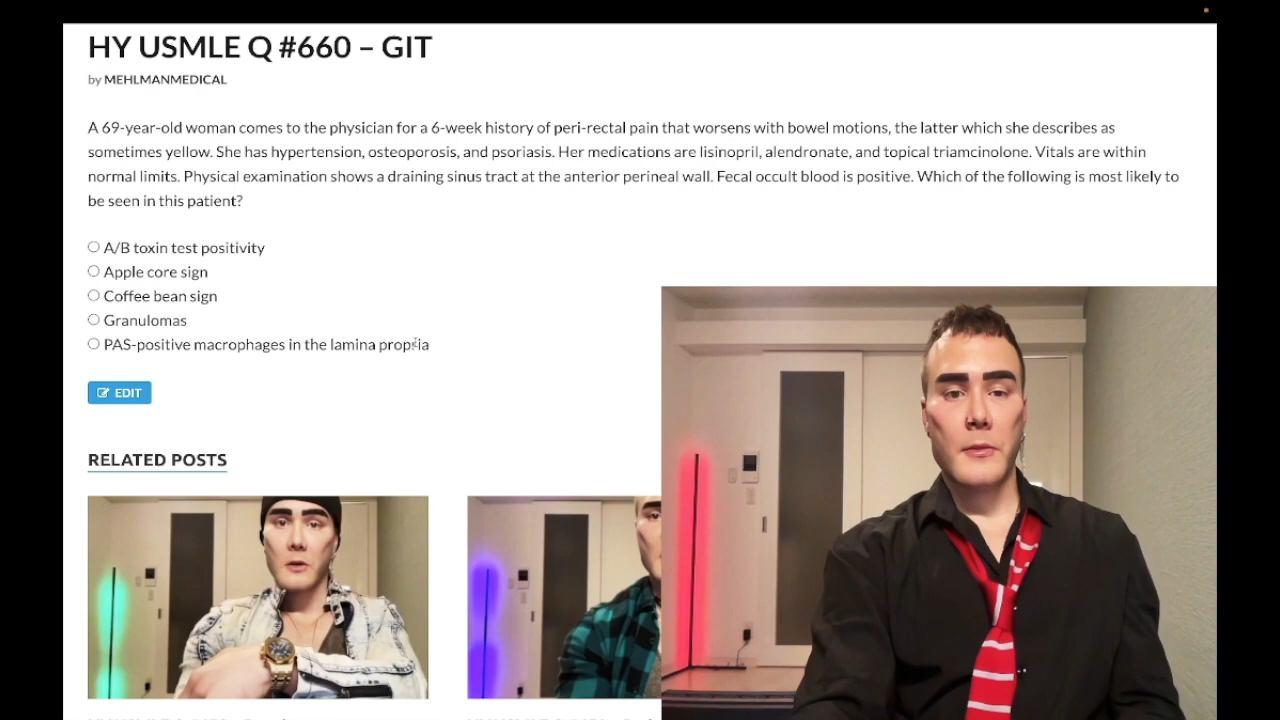 HY USMLE Q #660 – GIT
by MEHLMANMEDICAL
A 69-year-old woman comes to the physician for a 6-week history of peri-rectal pain that worsens with bowel motions, the latter which she describes as
sometimes yellow. She has hypertension, osteoporosis, and psoriasis. Her medications are lisinopril, alendronate, and topical triamcinolone. Vitals are within
normal limits. Physical examination shows a draining sinus tract at the anterior perineal wall. Fecal occult blood is positive. Which of the following is most likely to
be seen in this patient?
A/B toxin test positivity
Apple core sign
Coffee bean sign
Granulomas
PAS-positive macrophages in the lamina propria
EDIT
RELATED POSTS